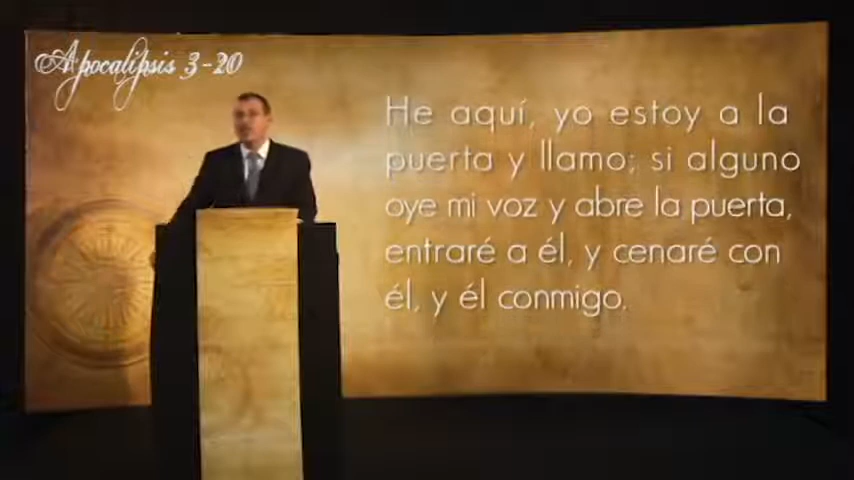 Apocalipsis 3-20
He aquí, yo estoy a la
puerta y llamo; si alguno
oye mi voz y abre la puerta,
entraré a él, y cenaré con
él, y él conmigo.